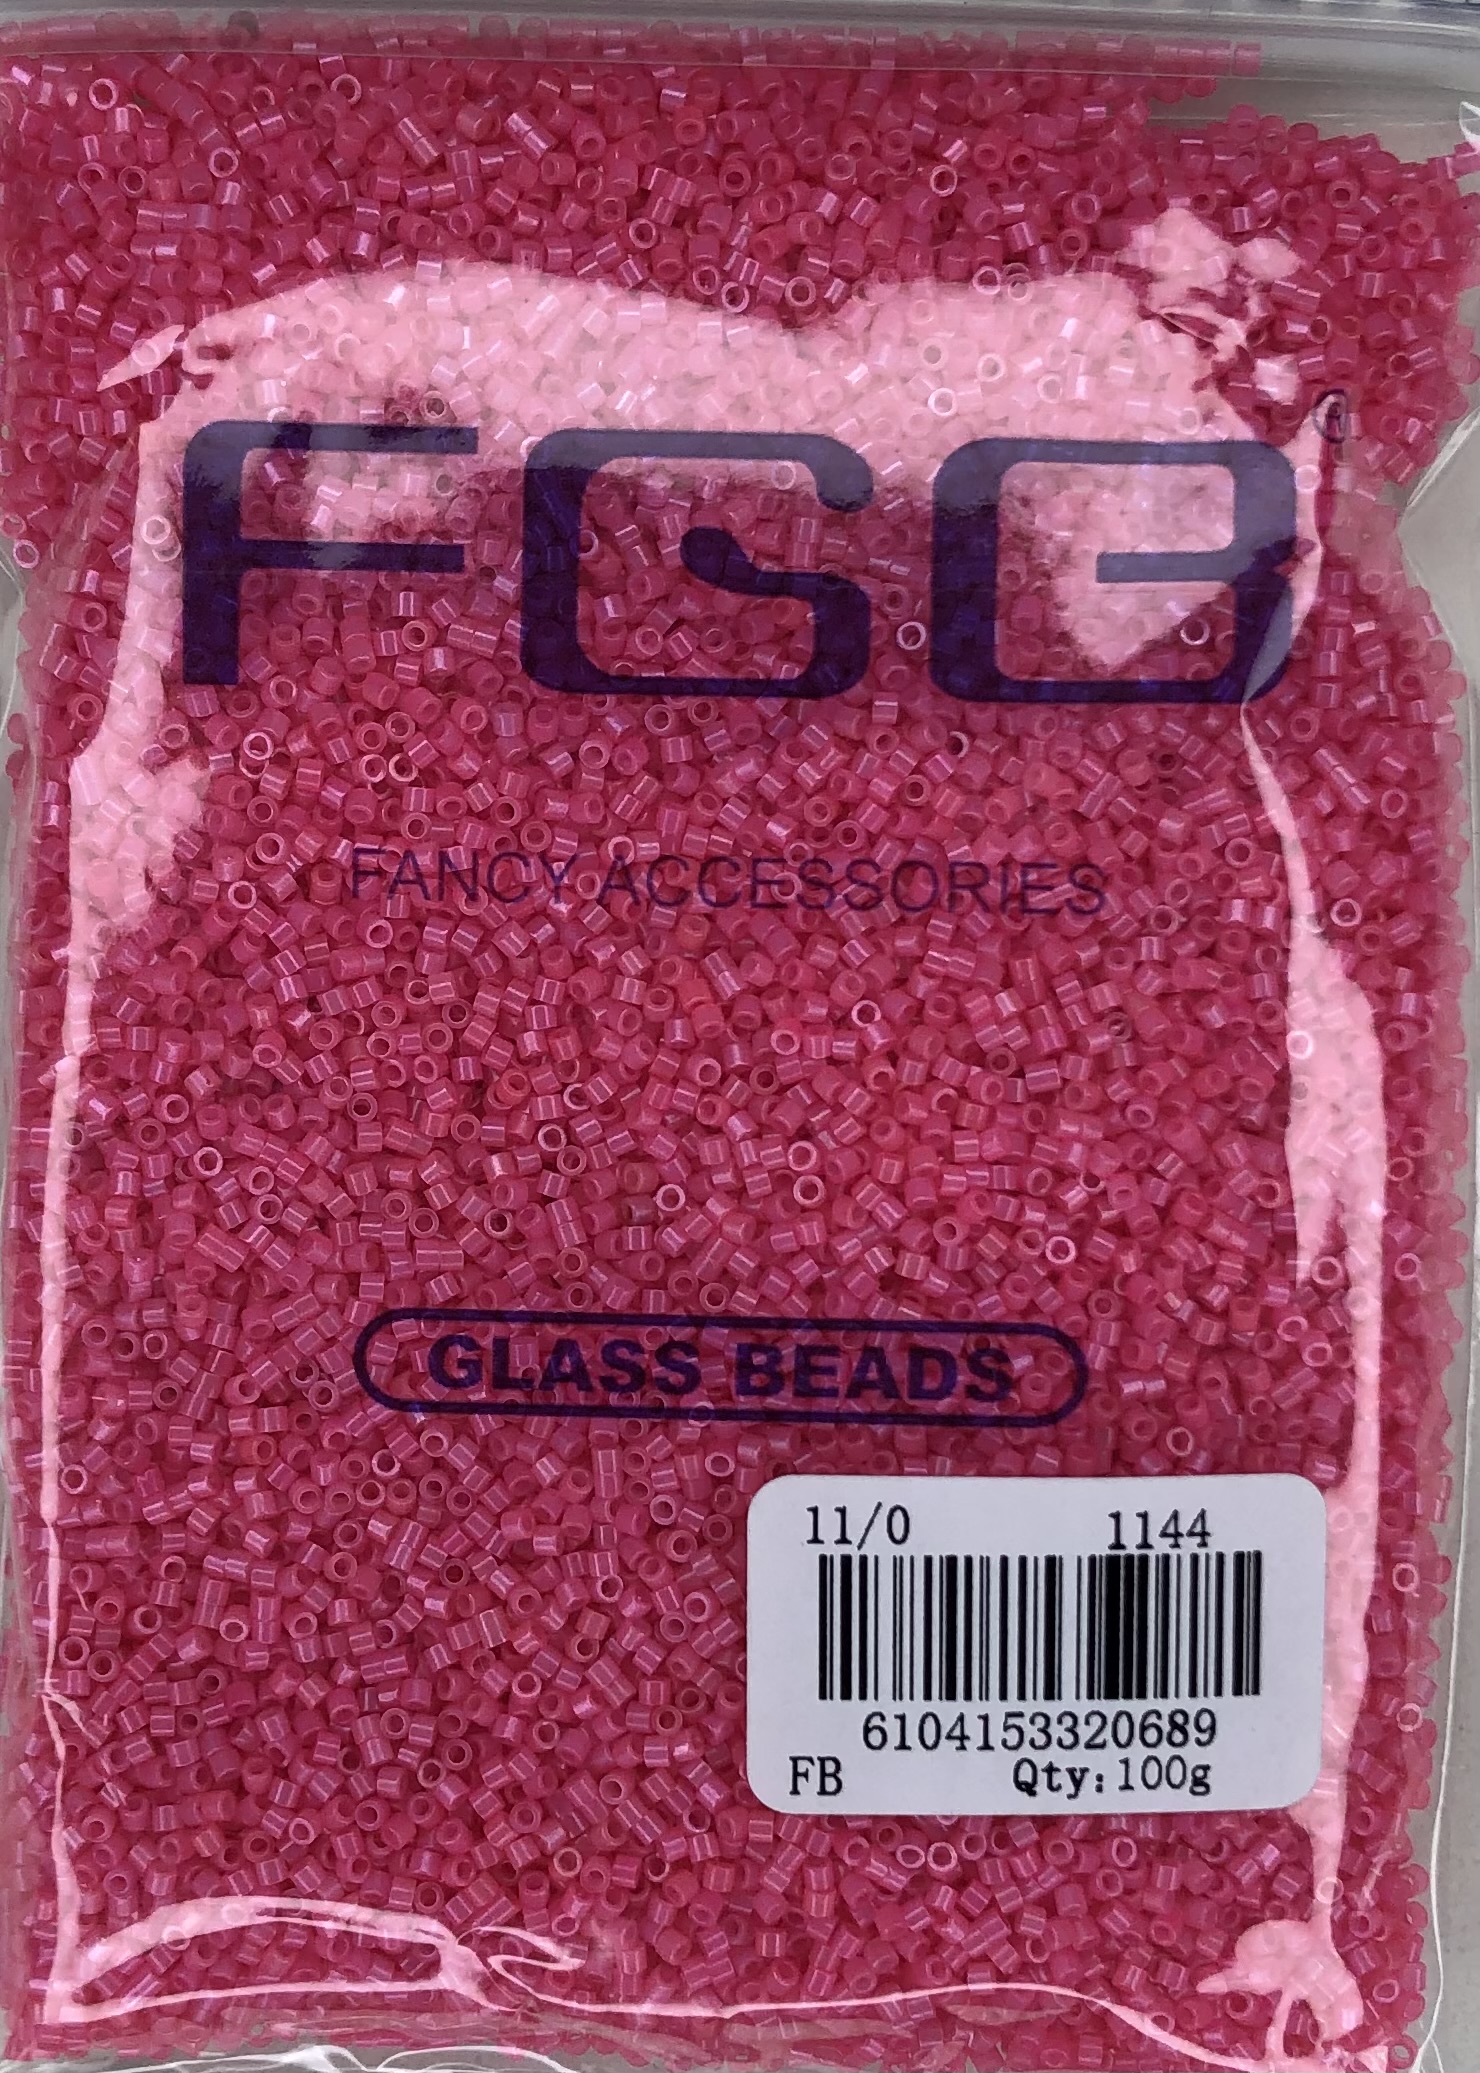 FGB
FANCY ACCESSORIES
GLASS BEADS
11/0 1144
6104153320689
FB Qty:100g